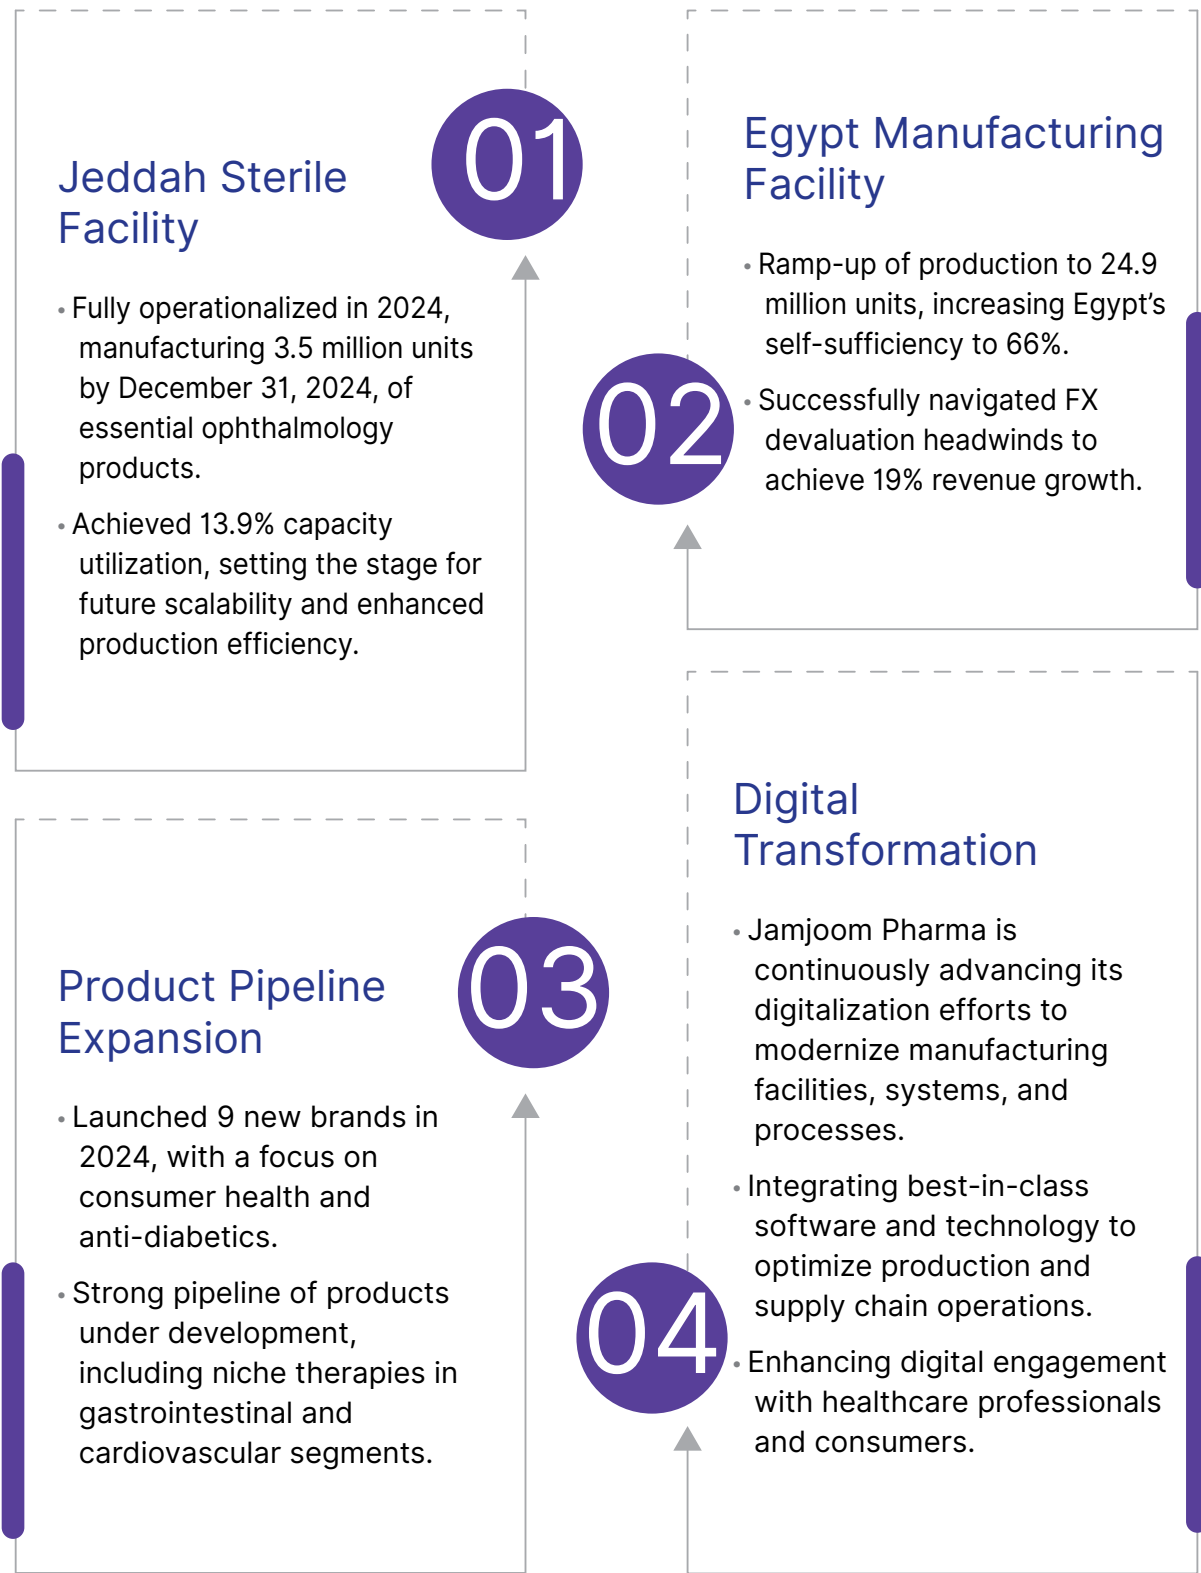 01
Jeddah Sterile
Facility
• Fully operationalized in 2024,
manufacturing 3.5 million units
by December 31, 2024, of
essential ophthalmology
products.
• Achieved 13.9% capacity
utilization, setting the stage for
future scalability and enhanced
production efficiency.
02
Egypt Manufacturing
Facility
• Ramp-up of production to 24.9
million units, increasing Egypt’s
self-sufficiency to 66%.
• Successfully navigated FX
devaluation headwinds to
achieve 19% revenue growth.
03
Product Pipeline
Expansion
• Launched 9 new brands in
2024, with a focus on
consumer health and
anti-diabetics.
• Strong pipeline of products
under development,
including niche therapies in
gastrointestinal and
cardiovascular segments.
04
Digital
Transformation
• Jamjoom Pharma is
continuously advancing its
digitalization efforts to
modernize manufacturing
facilities, systems, and
processes.
• Integrating best-in-class
software and technology to
optimize production and
supply chain operations.
• Enhancing digital engagement
with healthcare professionals
and consumers.